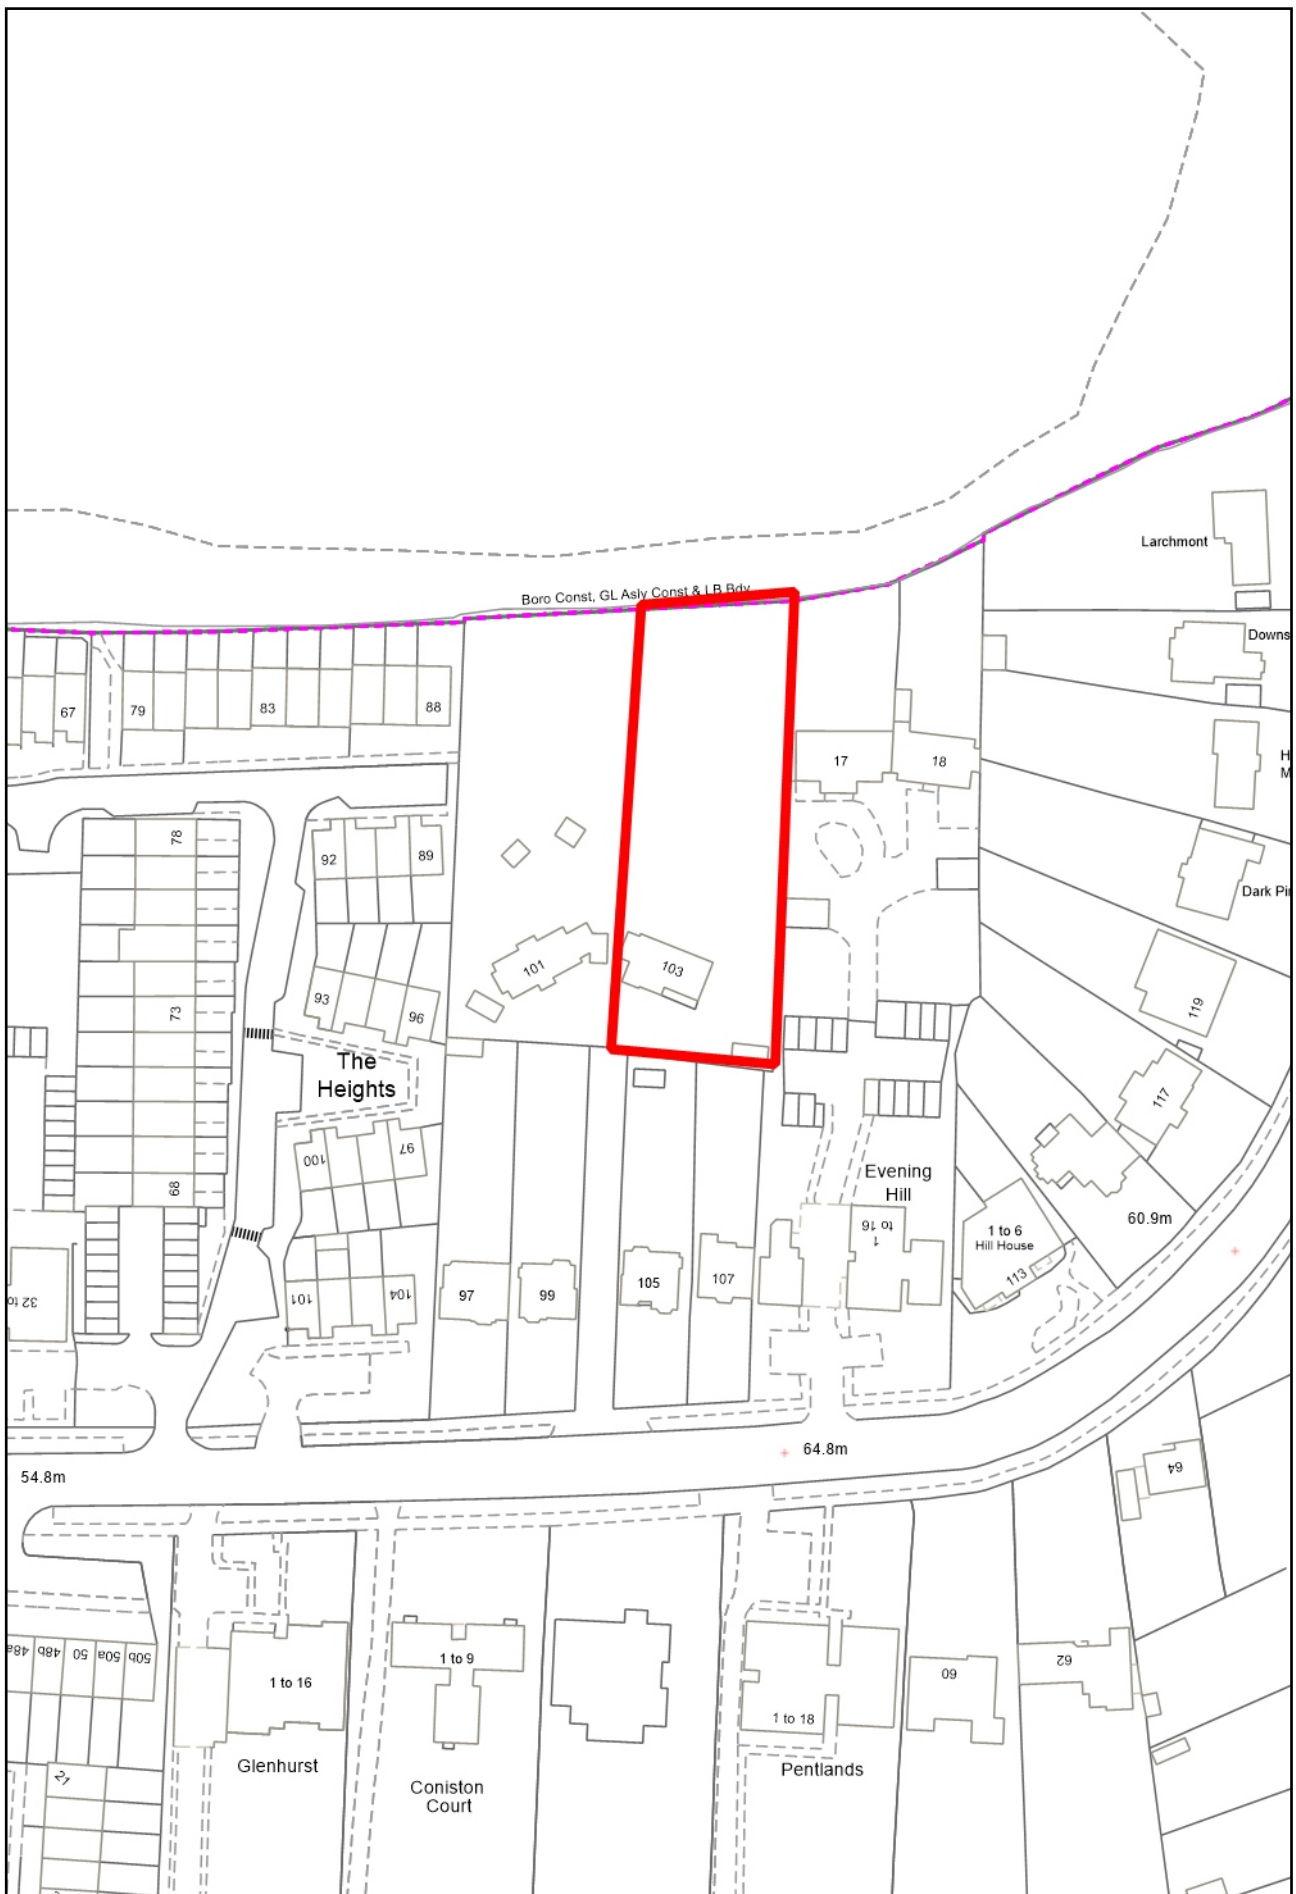 Larchmont
Boro Const, GL Asly Const & LB Bdy
Downs
67
79
83
88
17
18
H
M
78
92
89
Dark Pi
101
103
93
96
73
119
The
Heights
117
100
97
Evening
Hill
68
1
to 16
1 to 6
Hill House
113
60.9m
32 to
101
104
97
99
105
107
64.8m
54.8m
64
48a
48b
50
50a
50b
1 to 16
1 to 9
1 to 18
60
62
Glenhurst
Coniston
Court
Pentlands
21